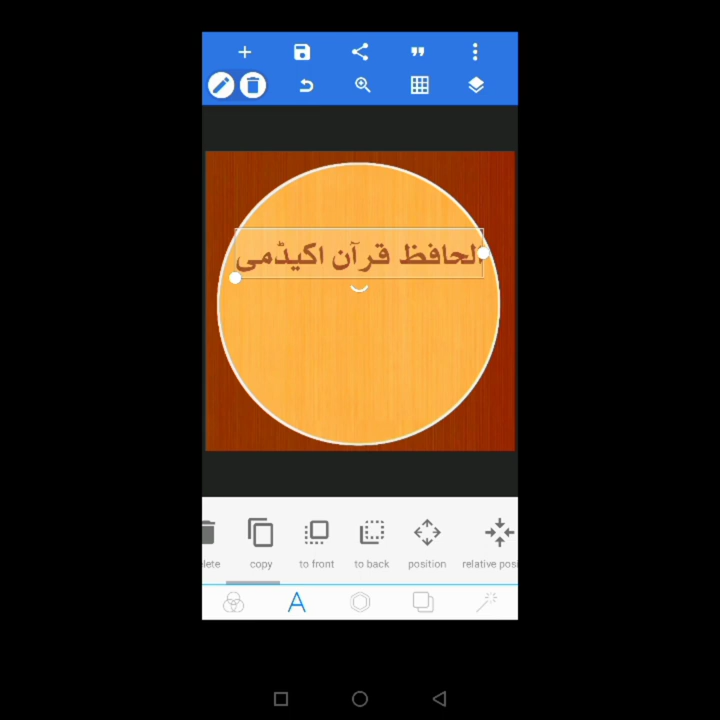 الحافظ قرآن اکیڈمی
copy to front to back position